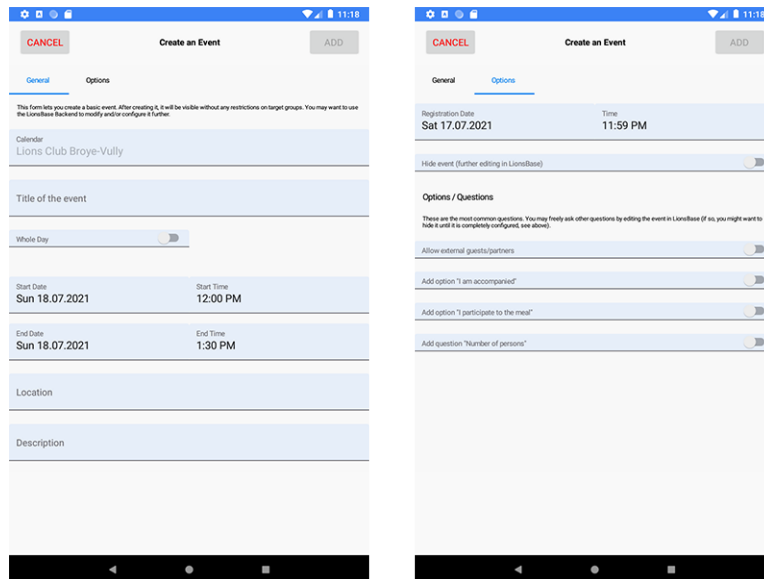 11:18
CANCEL
Create an Event
ADD
General
Options
This form lets you create a basic event. After creating it, it will be visible without any restrictions on target groups. You may want to use
the LionsBase Backend to modify and/or configure it further.
Calendar
Lions Club Broye-Vully
Title of the event
Whole Day
Start Date
Start Time
Sun 18.07.2021
12:00 PM
End Date
End Time
Sun 18.07.2021
1:30 PM
Location
Description
11:18
CANCEL
Create an Event
ADD
General
Options
Registration Date
Time
Sat 17.07.2021
11:59 PM
Hide event (further editing in LionsBase)
Options / Questions
These are the most common questions. You may freely ask other questions by editing the event in LionsBase (if so, you might want to
hide it until it is completely configured, see above).
Allow external guests/partners
Add option "I am accompanied"
Add option "I participate to the meal"
Add question "Number of persons"